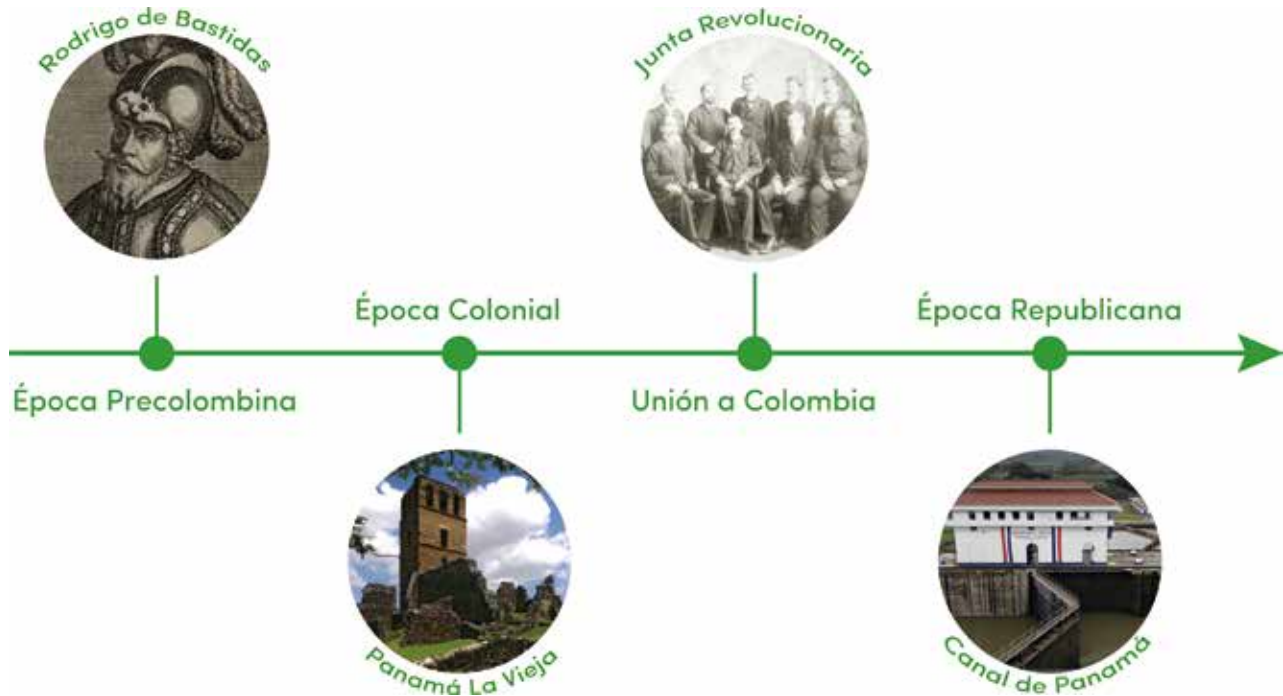 Rodrigo de Bastidas
Junta Revolucionaria
Época Colonial
Época Republicana
Época Precolombina
Unión a Colombia
Panamá La Vieja
Canal de Panamá